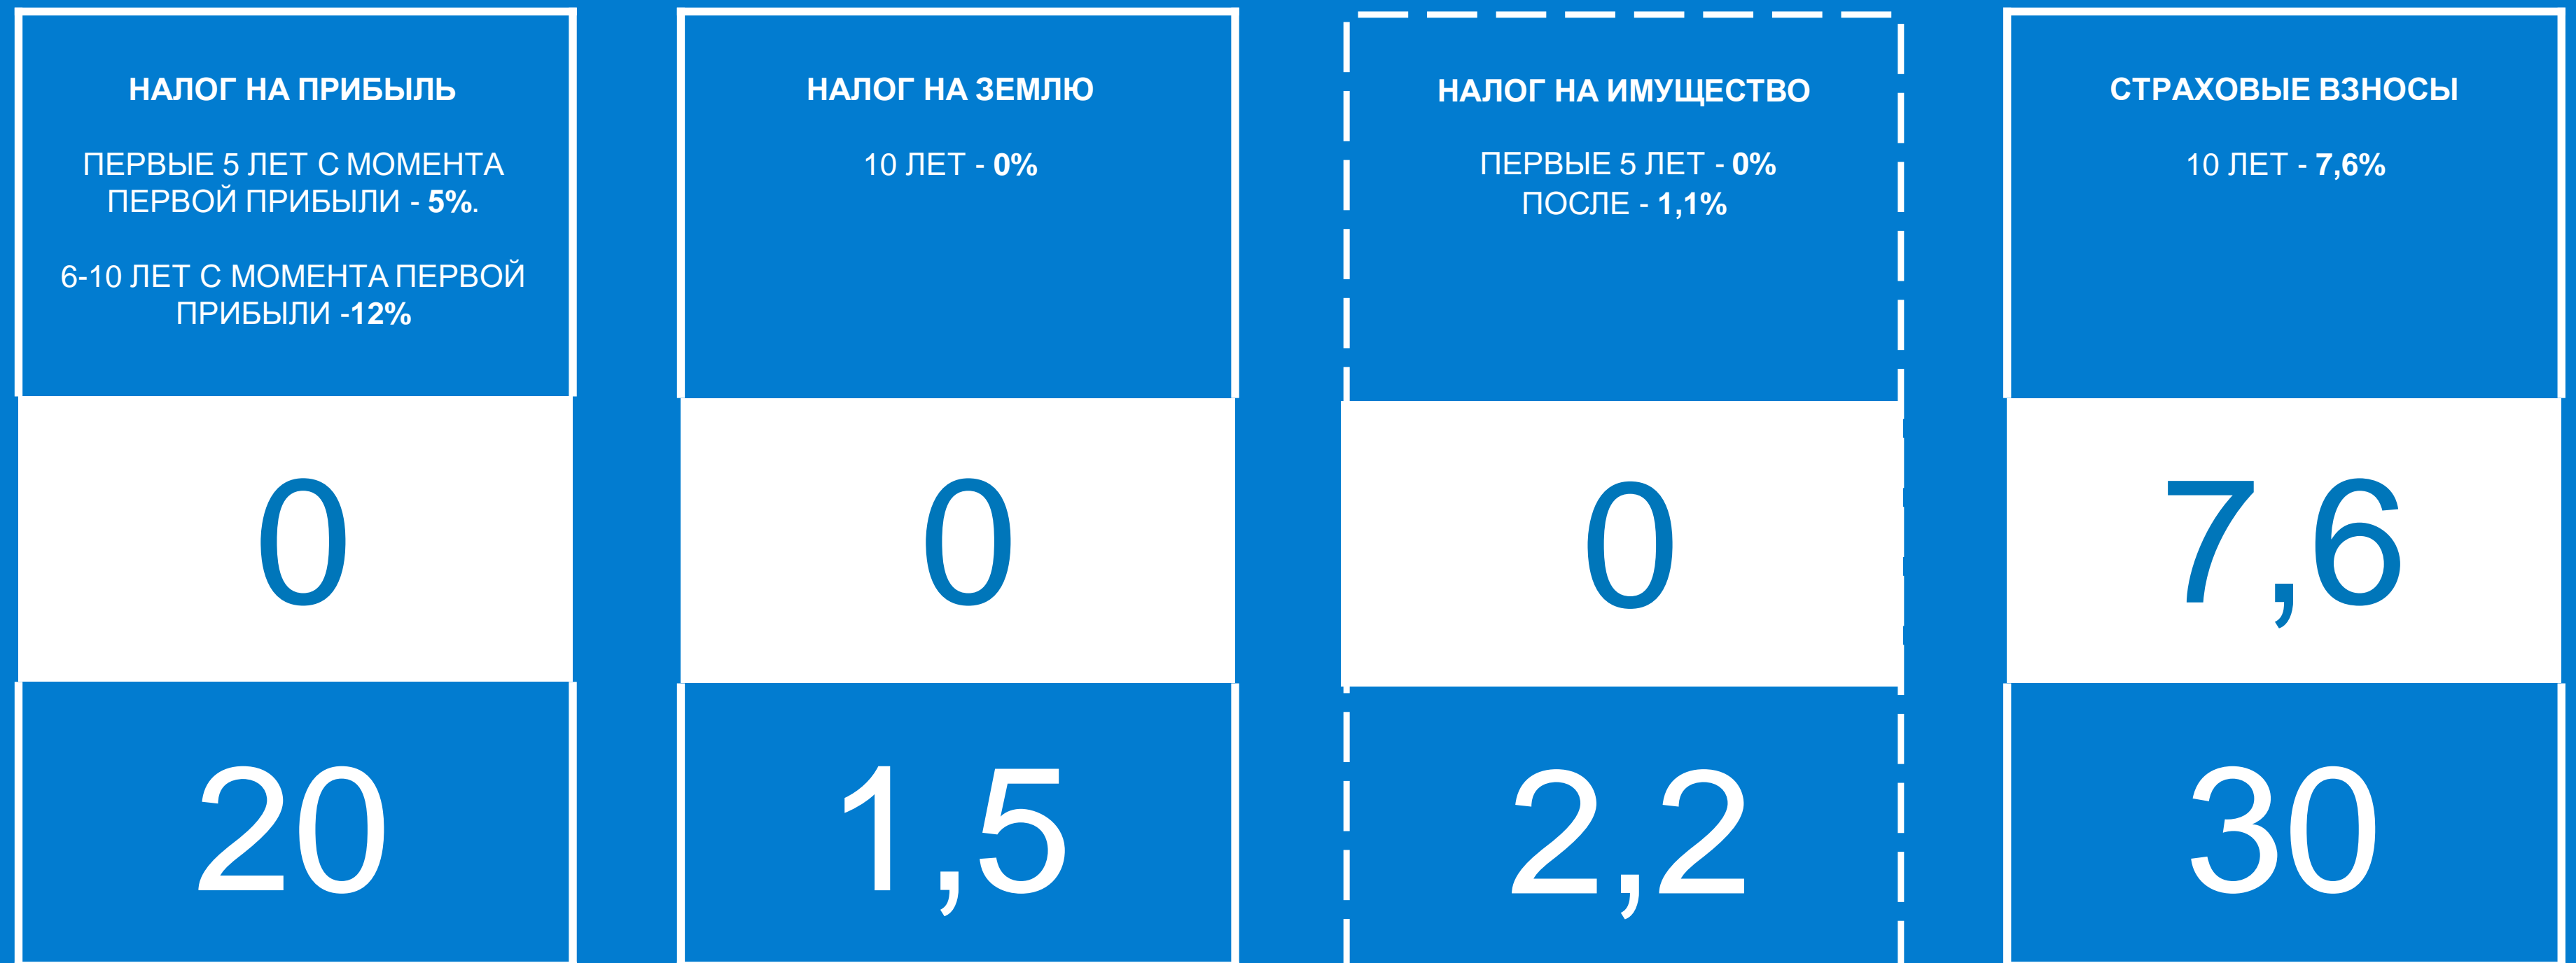 НАЛОГ НА ПРИБЫЛЬ
ПЕРВЫЕ 5 ЛЕТ С МОМЕНТА
ПЕРВОЙ ПРИБЫЛИ - 5%.
6-10 ЛЕТ С МОМЕНТА ПЕРВОЙ
ПРИБЫЛИ -12%
0
20
НАЛОГ НА ЗЕМЛЮ
10 ЛЕТ - 0%
0
1,5
НАЛОГ НА ИМУЩЕСТВО
ПЕРВЫЕ 5 ЛЕТ - 0%
ПОСЛЕ - 1,1%
0
2,2
СТРАХОВЫЕ ВЗНОСЫ
10 ЛЕТ - 7,6%
7,6
30